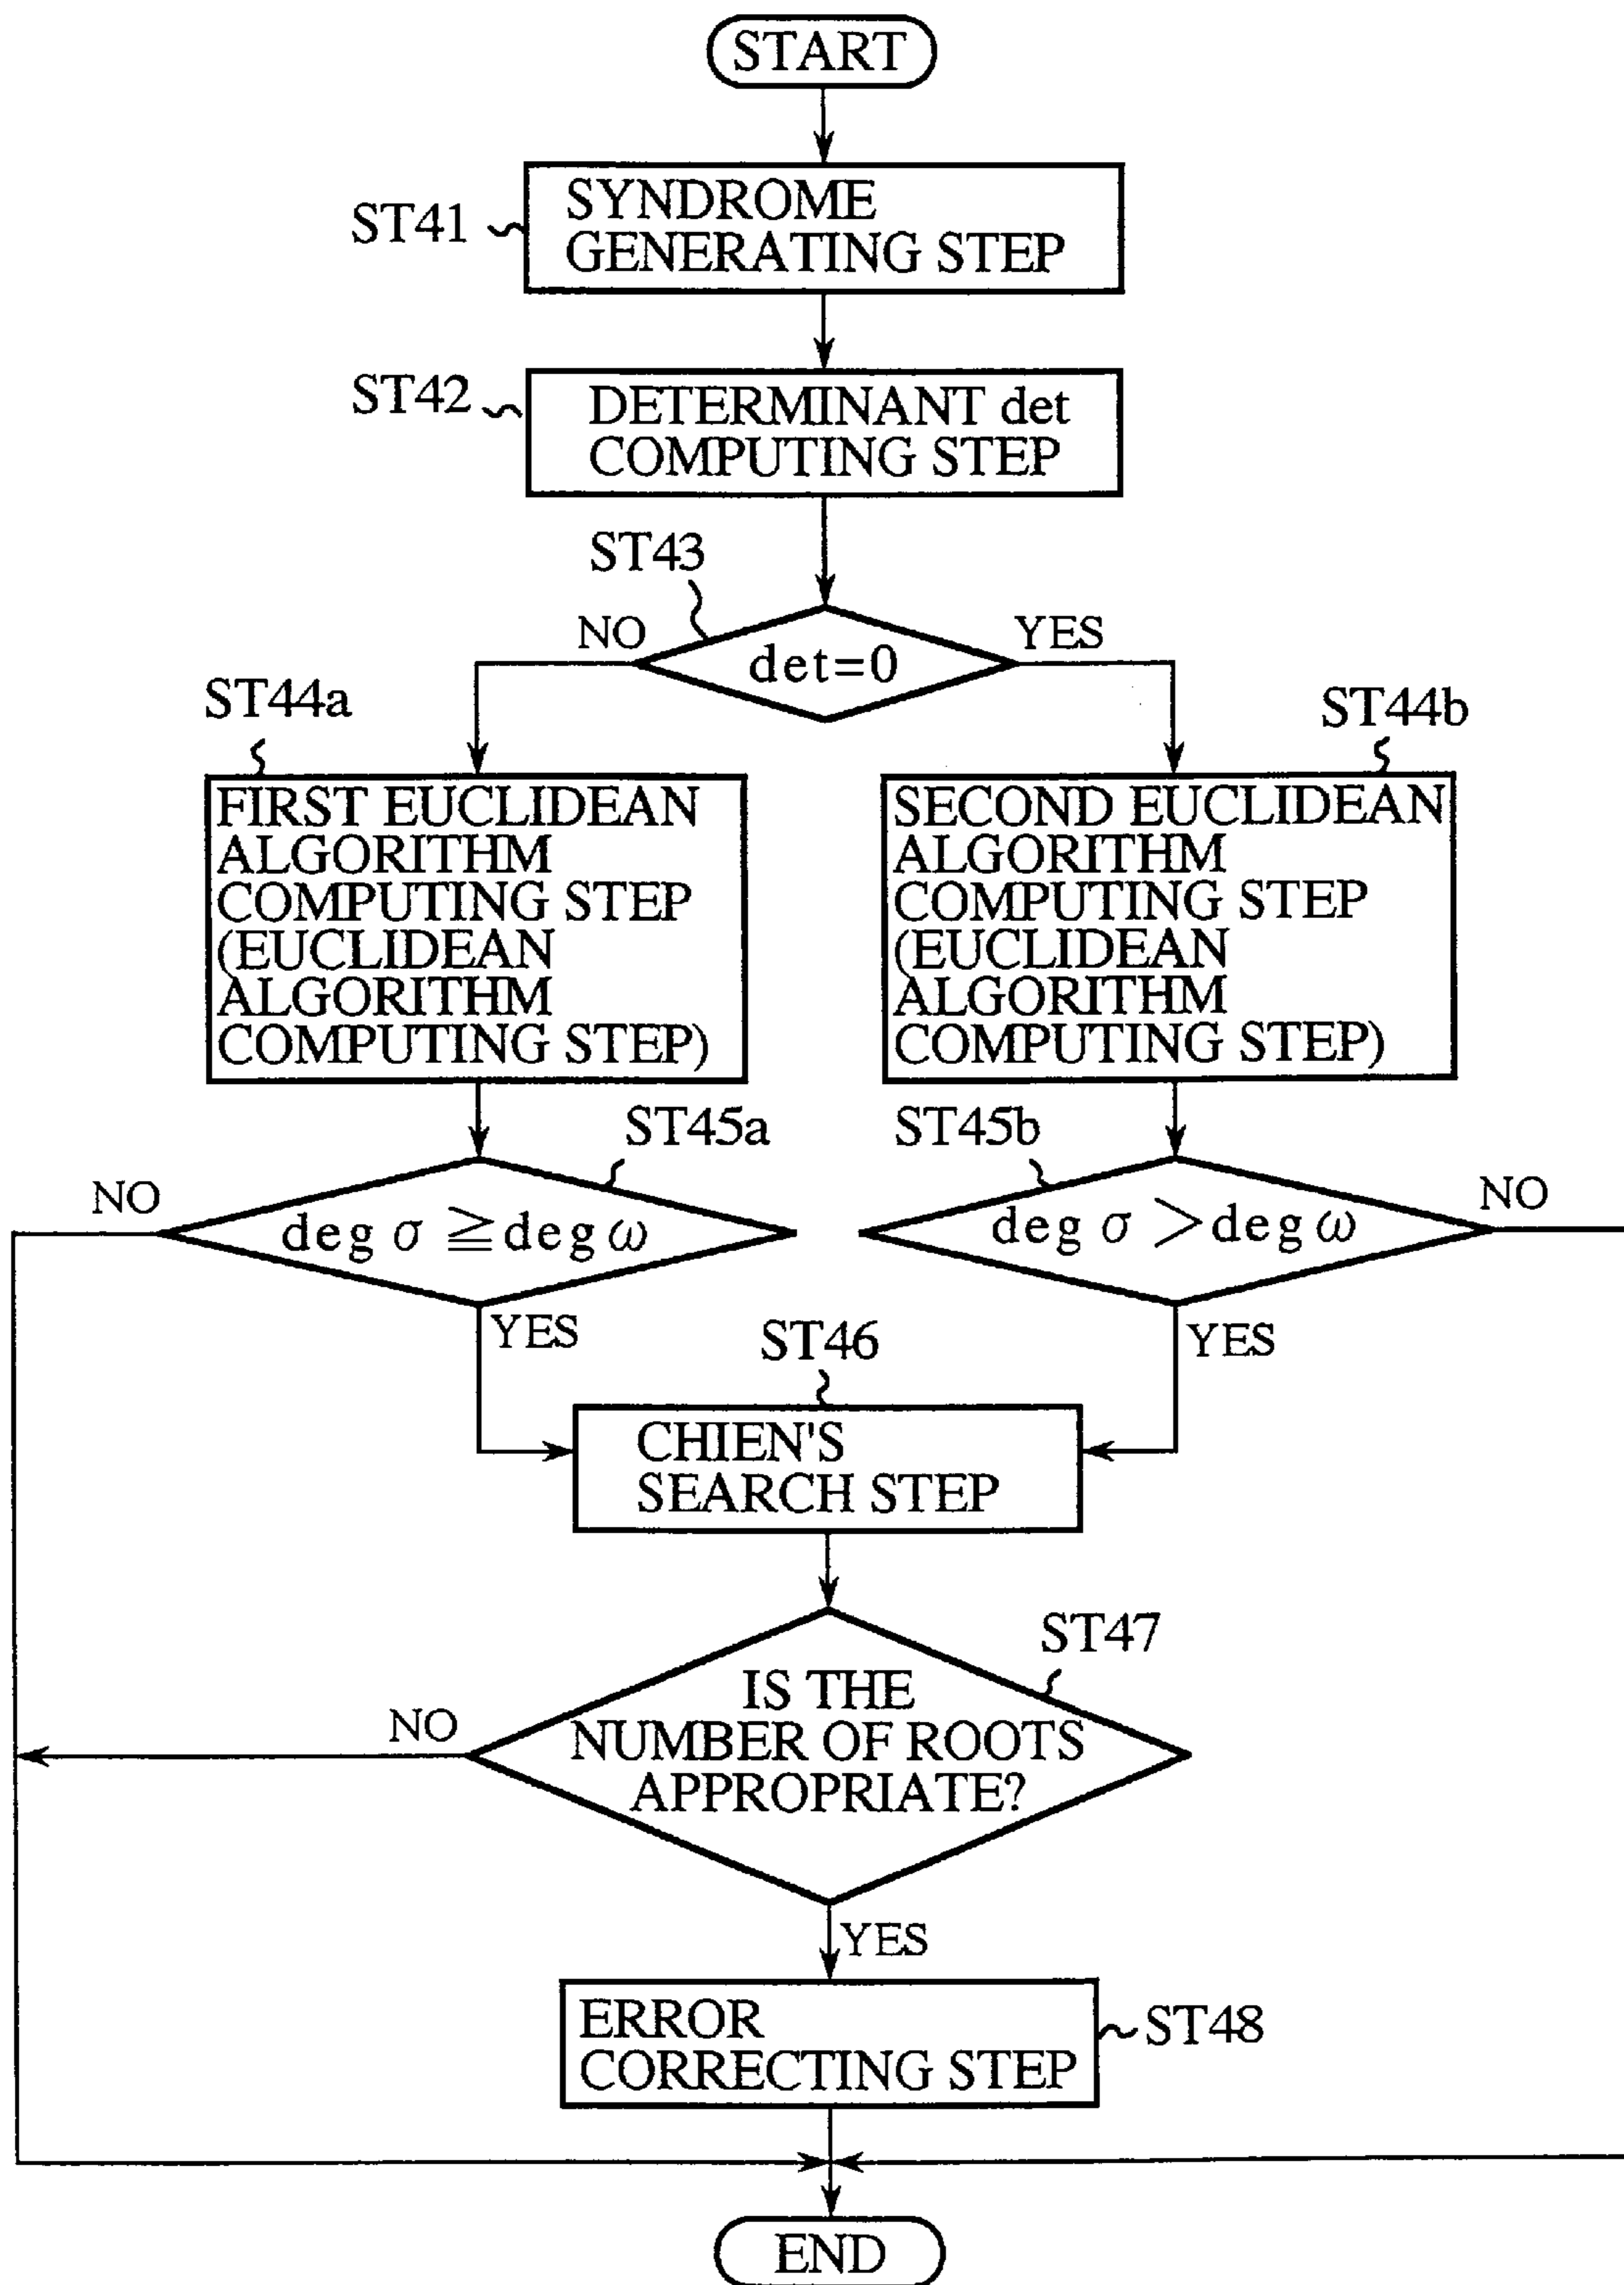 START
ST41
SYNDROME
GENERATING STEP
ST42
DETERMINANT det
COMPUTING STEP
ST43
NO
YES
det=0
ST44a
ST44b
FIRST EUCLIDEAN
ALGORITHM
COMPUTING STEP
(EUCLIDEAN
ALGORITHM
COMPUTING STEP)
SECOND EUCLIDEAN
ALGORITHM
COMPUTING STEP
(EUCLIDEAN
ALGORITHM
COMPUTING STEP)
ST45a
ST45b
NO
deg σ ≧ deg ω
deg σ > deg ω
NO
YES
YES
ST46
CHIEN'S
SEARCH STEP
ST47
NO
IS THE
NUMBER OF ROOTS
APPROPRIATE?
YES
ERROR
CORRECTING STEP
ST48
END